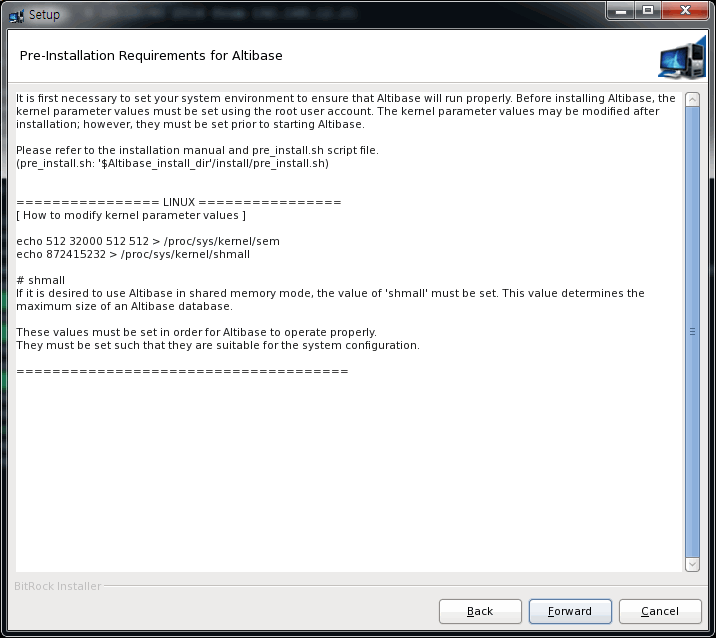 Setup
Pre-Installation Requirements for Altibase
It is first necessary to set your system environment to ensure that Altibase will run properly. Before installing Altibase, the
kernel parameter values must be set using the root user account. The kernel parameter values may be modified after
installation; however, they must be set prior to starting Altibase.
Please refer to the installation manual and pre_install.sh script file.
(pre_install.sh: '$Altibase_install_dir'/install/pre_install.sh)
================ LINUX ================
[ How to modify kernel parameter values ]
echo 512 32000 512 512 > /proc/sys/kernel/sem
echo 872415232 > /proc/sys/kernel/shmall
# shmall
If it is desired to use Altibase in shared memory mode, the value of 'shmall' must be set. This value determines the
maximum size of an Altibase database.
These values must be set in order for Altibase to operate properly.
They must be set such that they are suitable for the system configuration.
=====================================
BitRock Installer
Back
Forward
Cancel